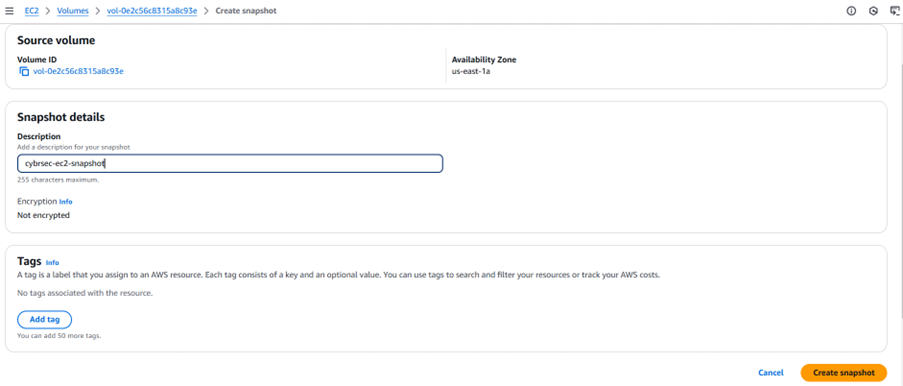 EC2 > Volumes > vol-0e2c56c8315a8c93e > Create snapshot
Source volume
Volume ID
vol-0e2c56c8315a8c93e
Availability Zone
us-east-1a
Snapshot details
Description
Add a description for your snapshot
cybrsec-ec2-snapshot
255 characters maximum.
Encryption Info
Not encrypted
Tags Info
A tag is a label that you assign to an AWS resource. Each tag consists of a key and an optional value. You can use tags to search and filter your resources or track your AWS costs.
No tags associated with the resource.
Add tag
You can add 50 more tags.
Cancel
Create snapshot